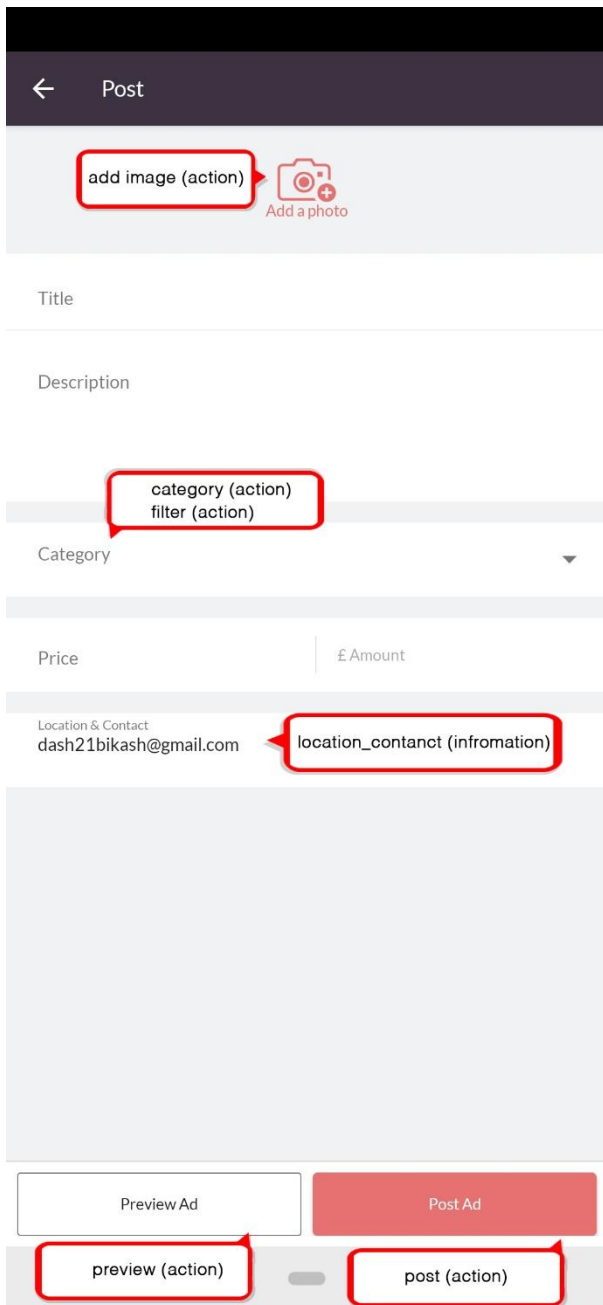 Post
add image (action)
Add a photo
Title
Description
category (action)
filter (action)
Category
Price
£ Amount
Location & Contact
dash21bikash@gmail.com
location_contanct (infromation)
Preview Ad
Post Ad
preview (action)
post (action)